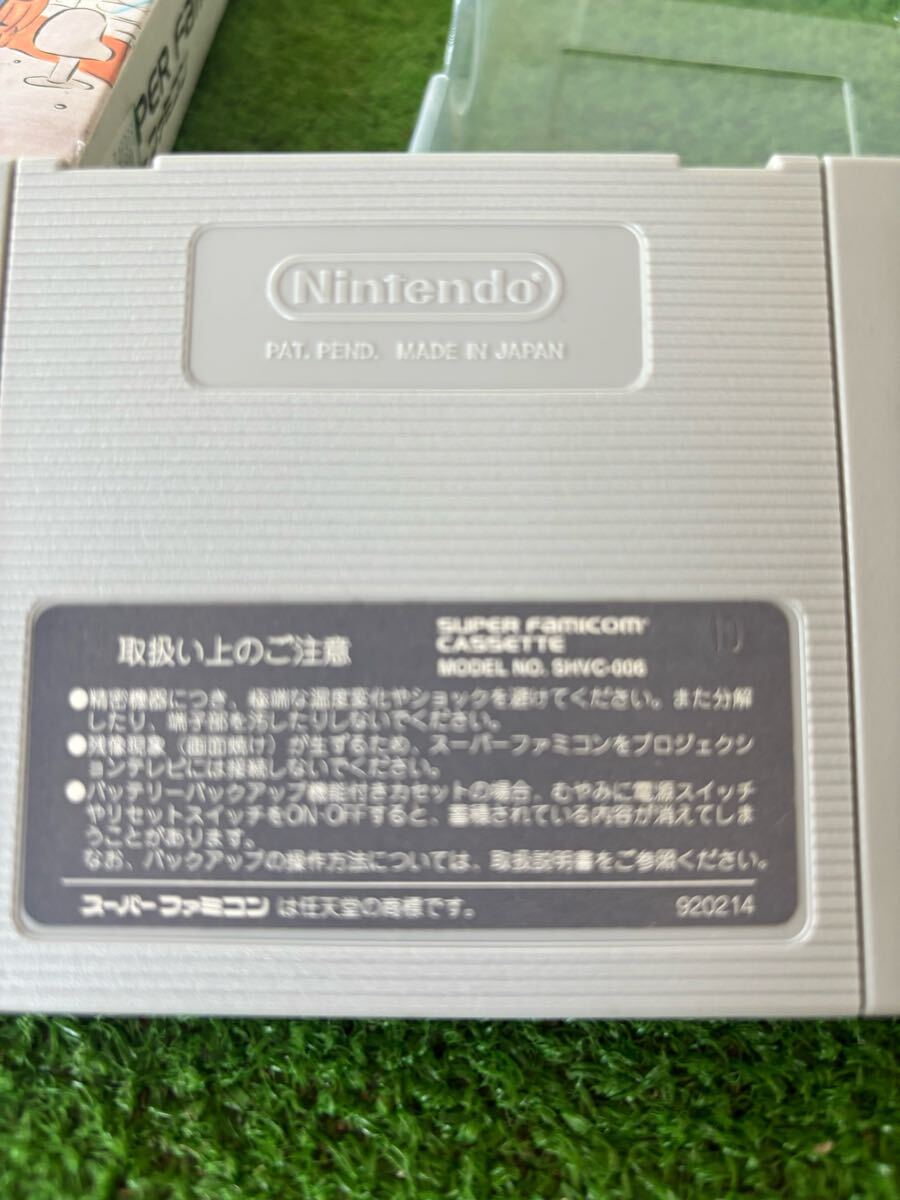 PER FAMI
Nintendo
PAT. PEND. MADE IN JAPAN
取扱い上のご注意
SUPER FAMICOM
CASSETTE
MODEL NO. SHVC-006
●精密機器につき、極端な温度変化やショックを避けてください。また分解
したり、端子部を汚したりしないでください。
●残像現象（画面焼け）が生ずるため、スーパーファミコンをプロジェクシ
ョンテレビには接続しないでください。
●バッテリーバックアップ機能付きカセットの場合、むやみに電源スイッチ
やリセットスイッチをON・OFFすると、蓄積されている内容が消えてしま
うことがあります。
なお、バックアップの操作方法については、取扱説明書をご参照ください。
スーパーファミコン は任天堂の商標です。
920214